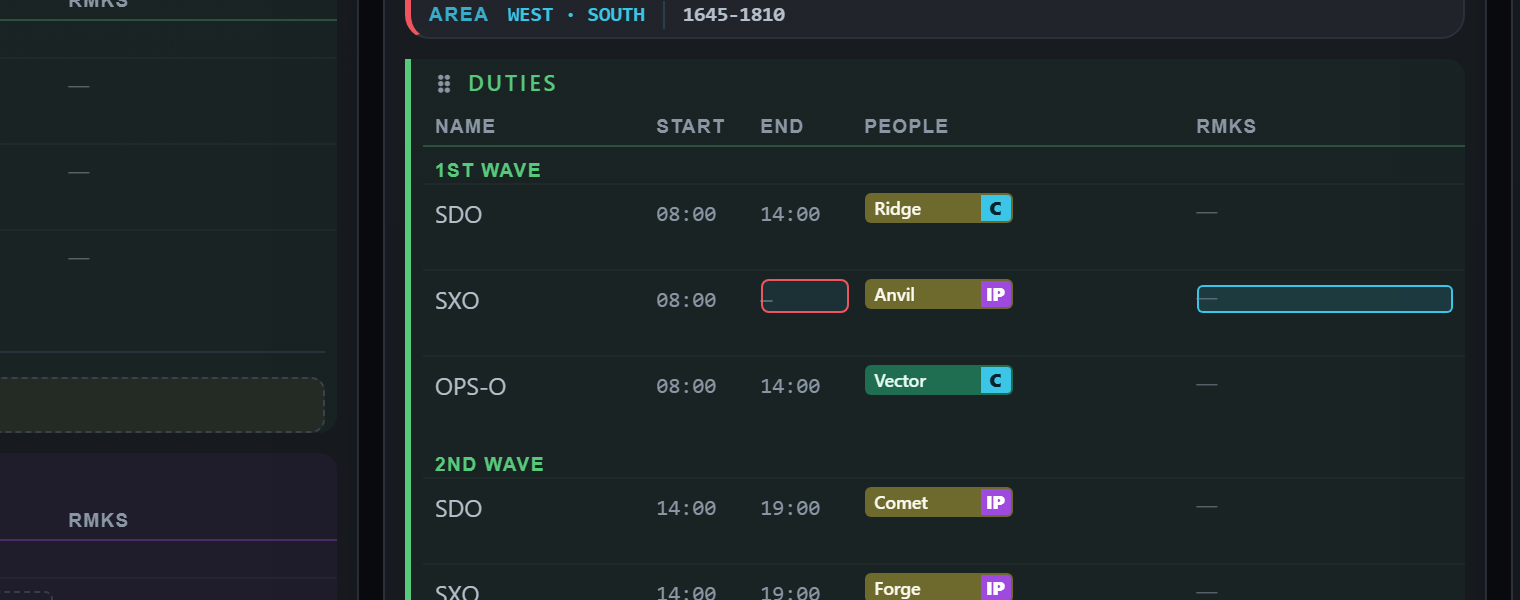 RMKS
—
—
—
RMKS
AREA WEST · SOUTH 1645-1810
DUTIES
NAME START END PEOPLE RMKS
1ST WAVE
SDO 08:00 14:00 Ridge C —
SXO 08:00 — Anvil IP —
OPS-O 08:00 14:00 Vector C —
2ND WAVE
SDO 14:00 19:00 Comet IP —
SXO 14:00 19:00 Forge IP —